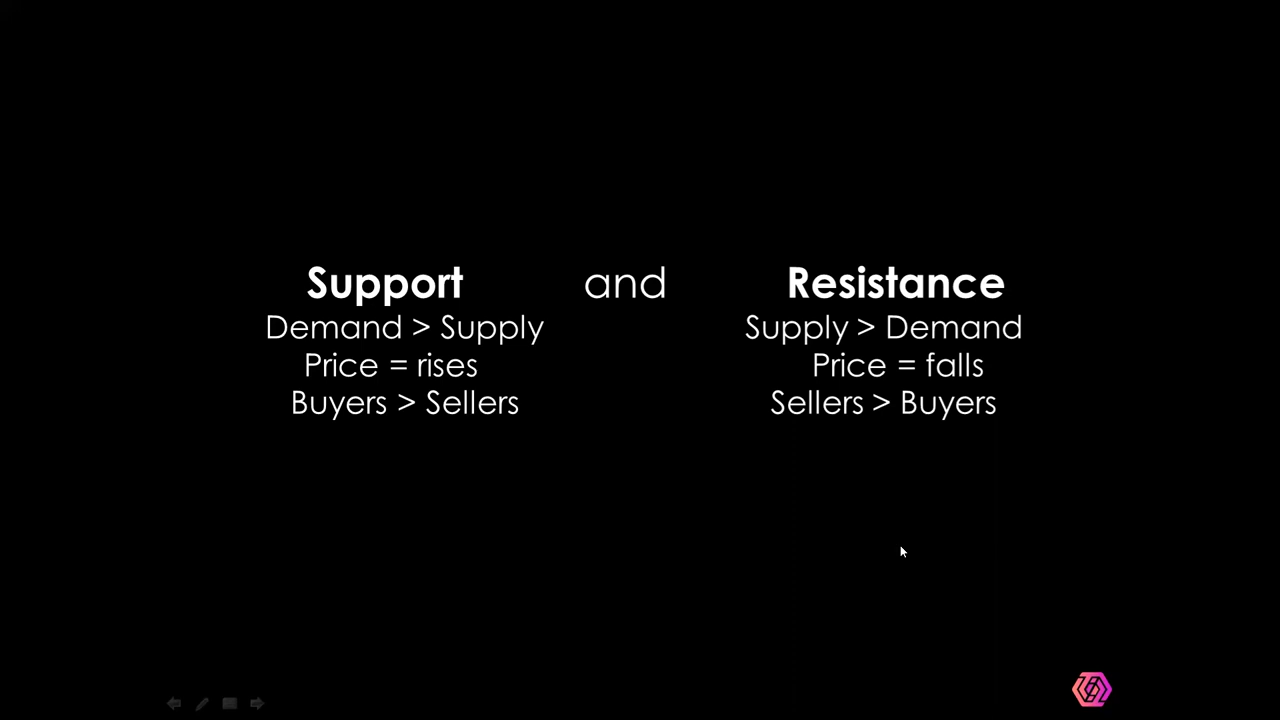 Support and Resistance
Demand > Supply Supply > Demand
Price = rises Price = falls
Buyers > Sellers Sellers > Buyers